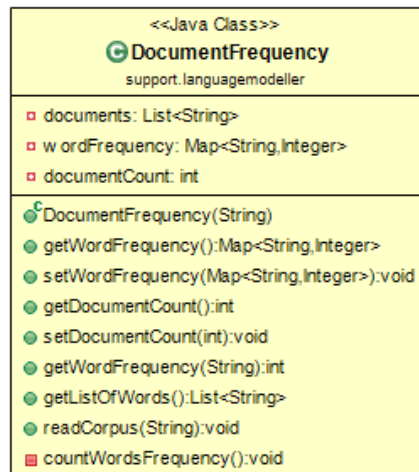 <<Java Class>>
C DocumentFrequency
support.languagemodeller
documents: List<String>
wordFrequency: Map<String,Integer>
documentCount: int
C DocumentFrequency(String)
getWordFrequency():Map<String,Integer>
setWordFrequency(Map<String,Integer>):void
getDocumentCount():int
setDocumentCount(int):void
getWordFrequency(String):int
getListOfWords():List<String>
readCorpus(String):void
countWordsFrequency():void